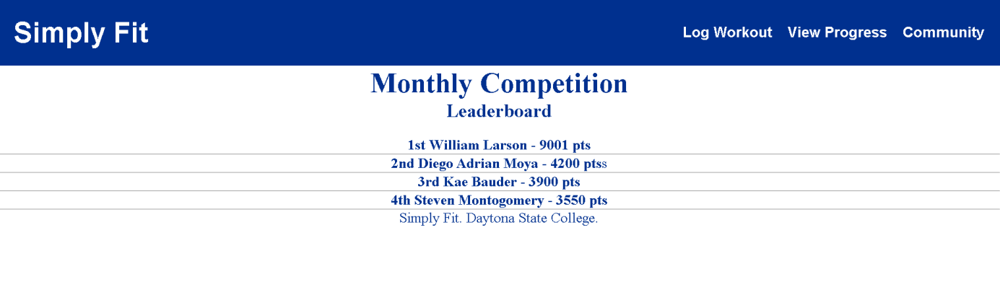 Simply Fit
Log Workout View Progress Community
Monthly Competition
Leaderboard
1st William Larson - 9001 pts
2nd Diego Adrian Moya - 4200 ptss
3rd Kae Bauder - 3900 pts
4th Steven Montogomery - 3550 pts
Simply Fit. Daytona State College.